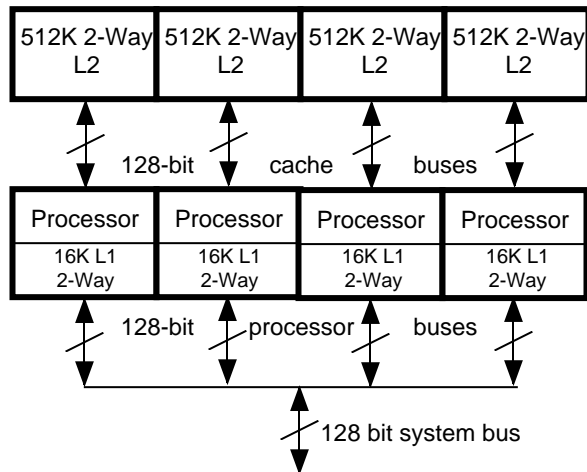 512K 2-Way 512K 2-Way 512K 2-Way 512K 2-Way
L2 L2 L2 L2
128-bit cache buses
Processor Processor Processor Processor
16K L1 16K L1 16K L1 16K L1
2-Way 2-Way 2-Way 2-Way
128-bit processor buses
128 bit system bus